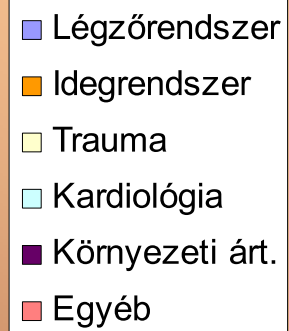 Légzőrendszer
Idegrendszer
Trauma
Kardiológia
Környezeti árt.
Egyéb